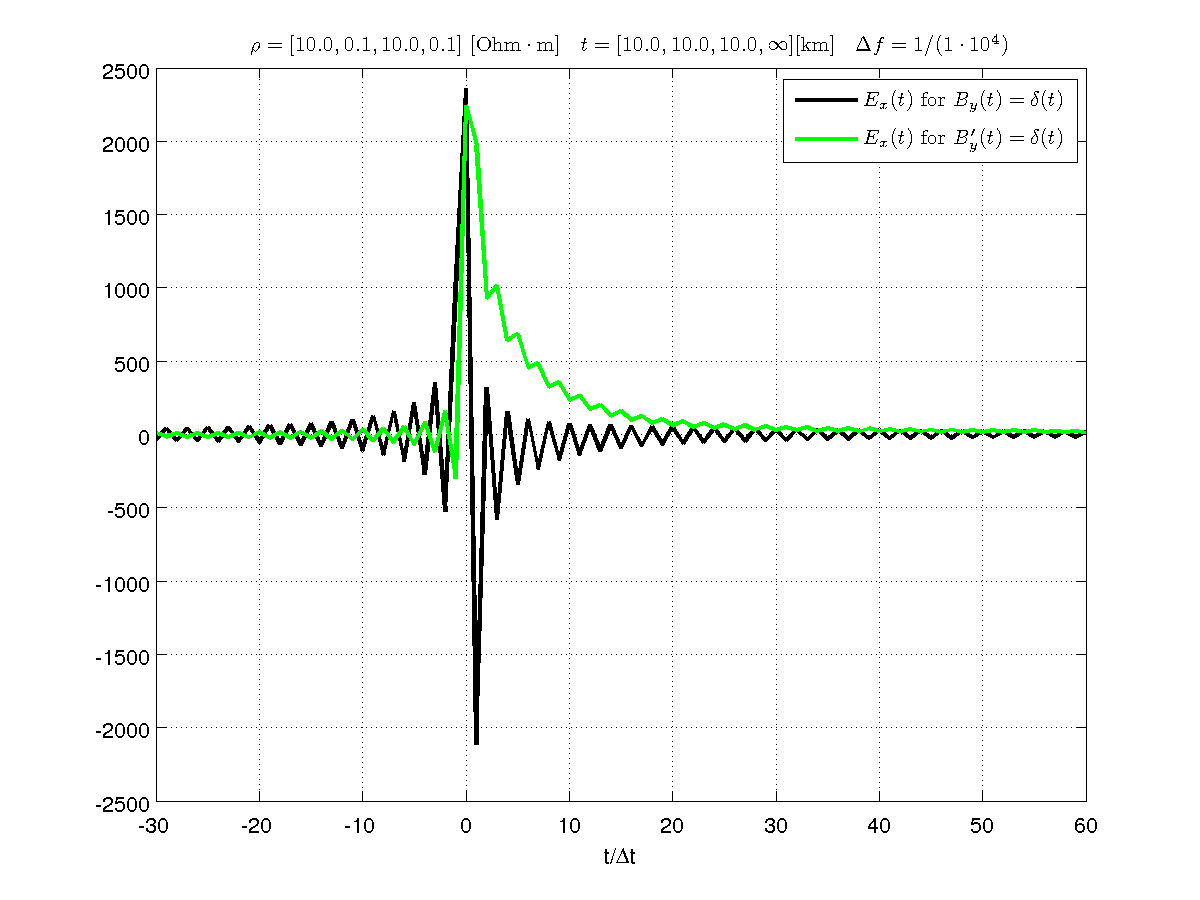 ρ = [10.0, 0.1, 10.0, 0.1] [Ohm · m] t = [10.0, 10.0, 10.0, ∞][km] Δf = 1/(1 · 10⁴)
2500
2000
1500
1000
500
0
-500
-1000
-1500
-2000
-2500
Eₓ(t) for B_y(t) = δ(t)
Eₓ(t) for B′_y(t) = δ(t)
-30 -20 -10 0 10 20 30 40 50 60
t/Δt